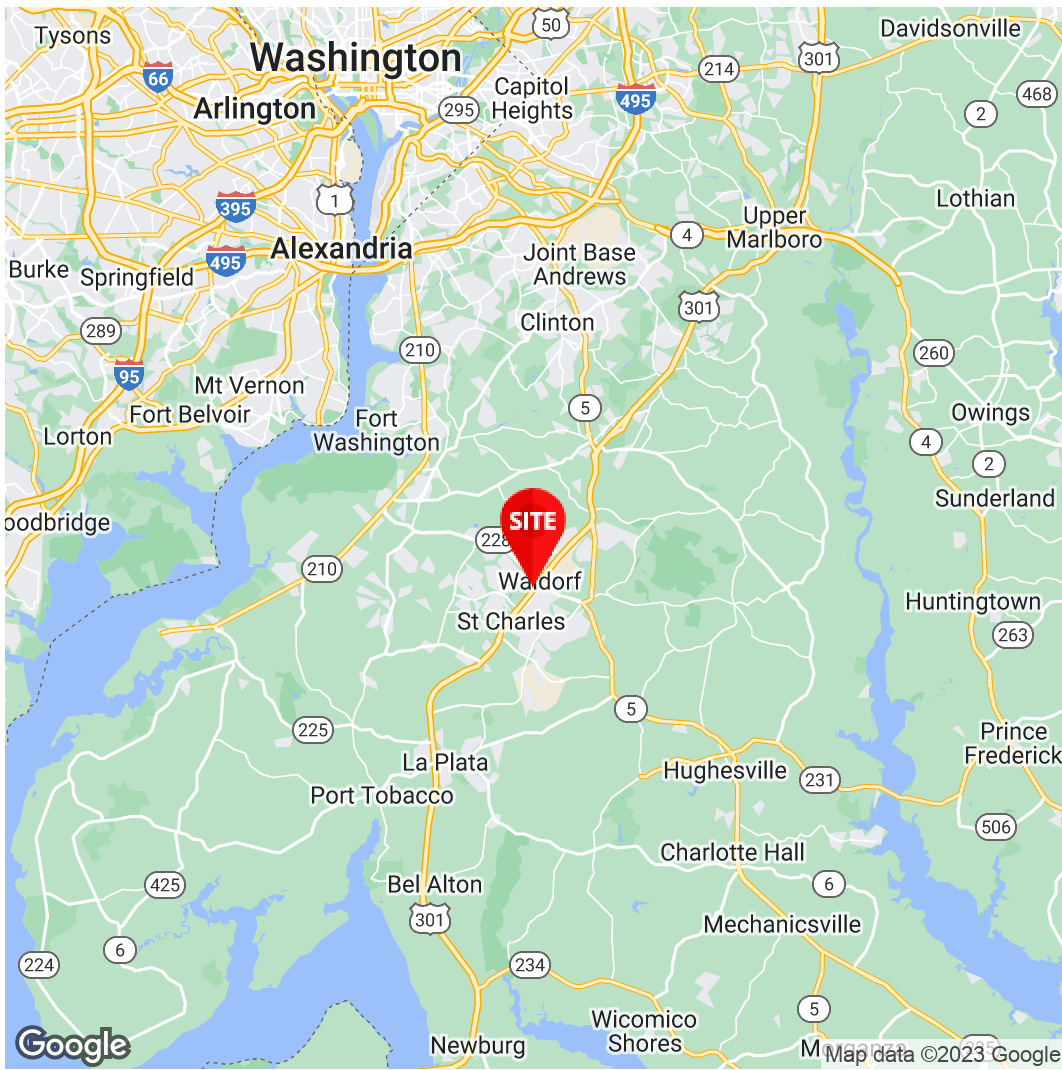 Tysons
50
Davidsonville
Washington
301
66
Capitol
Heights
214
468
Arlington
295
495
2
395
1
Lothian
Upper
Marlboro
Alexandria
4
495
Burke
Springfield
Joint Base
Andrews
301
Clinton
289
210
260
95
Mt Vernon
Fort Belvoir
5
Fort
Washington
Owings
Lorton
4
2
Sunderland
oodbridge
SITE
228
210
Waldorf
St Charles
Huntingtown
263
225
5
Prince
Frederick
La Plata
Hughesville
231
Port Tobacco
506
Charlotte Hall
425
Bel Alton
6
301
Mechanicsville
6
224
234
5
Wicomico
Shores
Google
Newburg
Morganza
235
Map data ©2023 Google